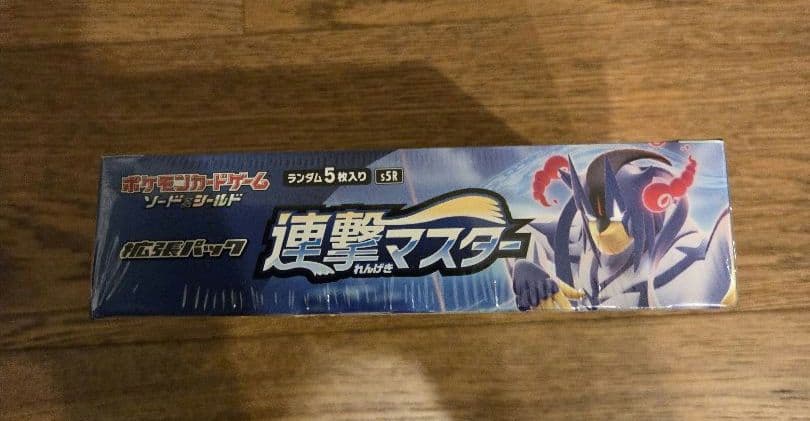 ポケモンカードゲーム
ソード&シールド
拡張パック
ランダム5枚入り
s5R
連撃マスター
れんげき